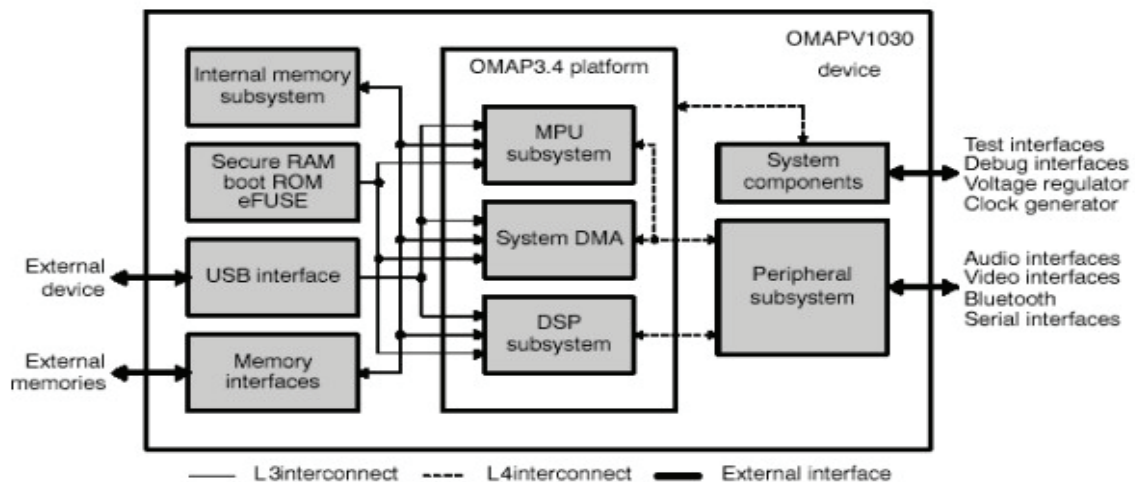 OMAPV1030
device
Internal memory
subsystem
Secure RAM
boot ROM
eFUSE
USB interface
Memory
interfaces
External
device
External
memories
OMAP3.4 platform
MPU
subsystem
System DMA
DSP
subsystem
System
components
Peripheral
subsystem
Test interfaces
Debug interfaces
Voltage regulator
Clock generator
Audio interfaces
Video interfaces
Bluetooth
Serial interfaces
L3interconnect
L4interconnect
External interface